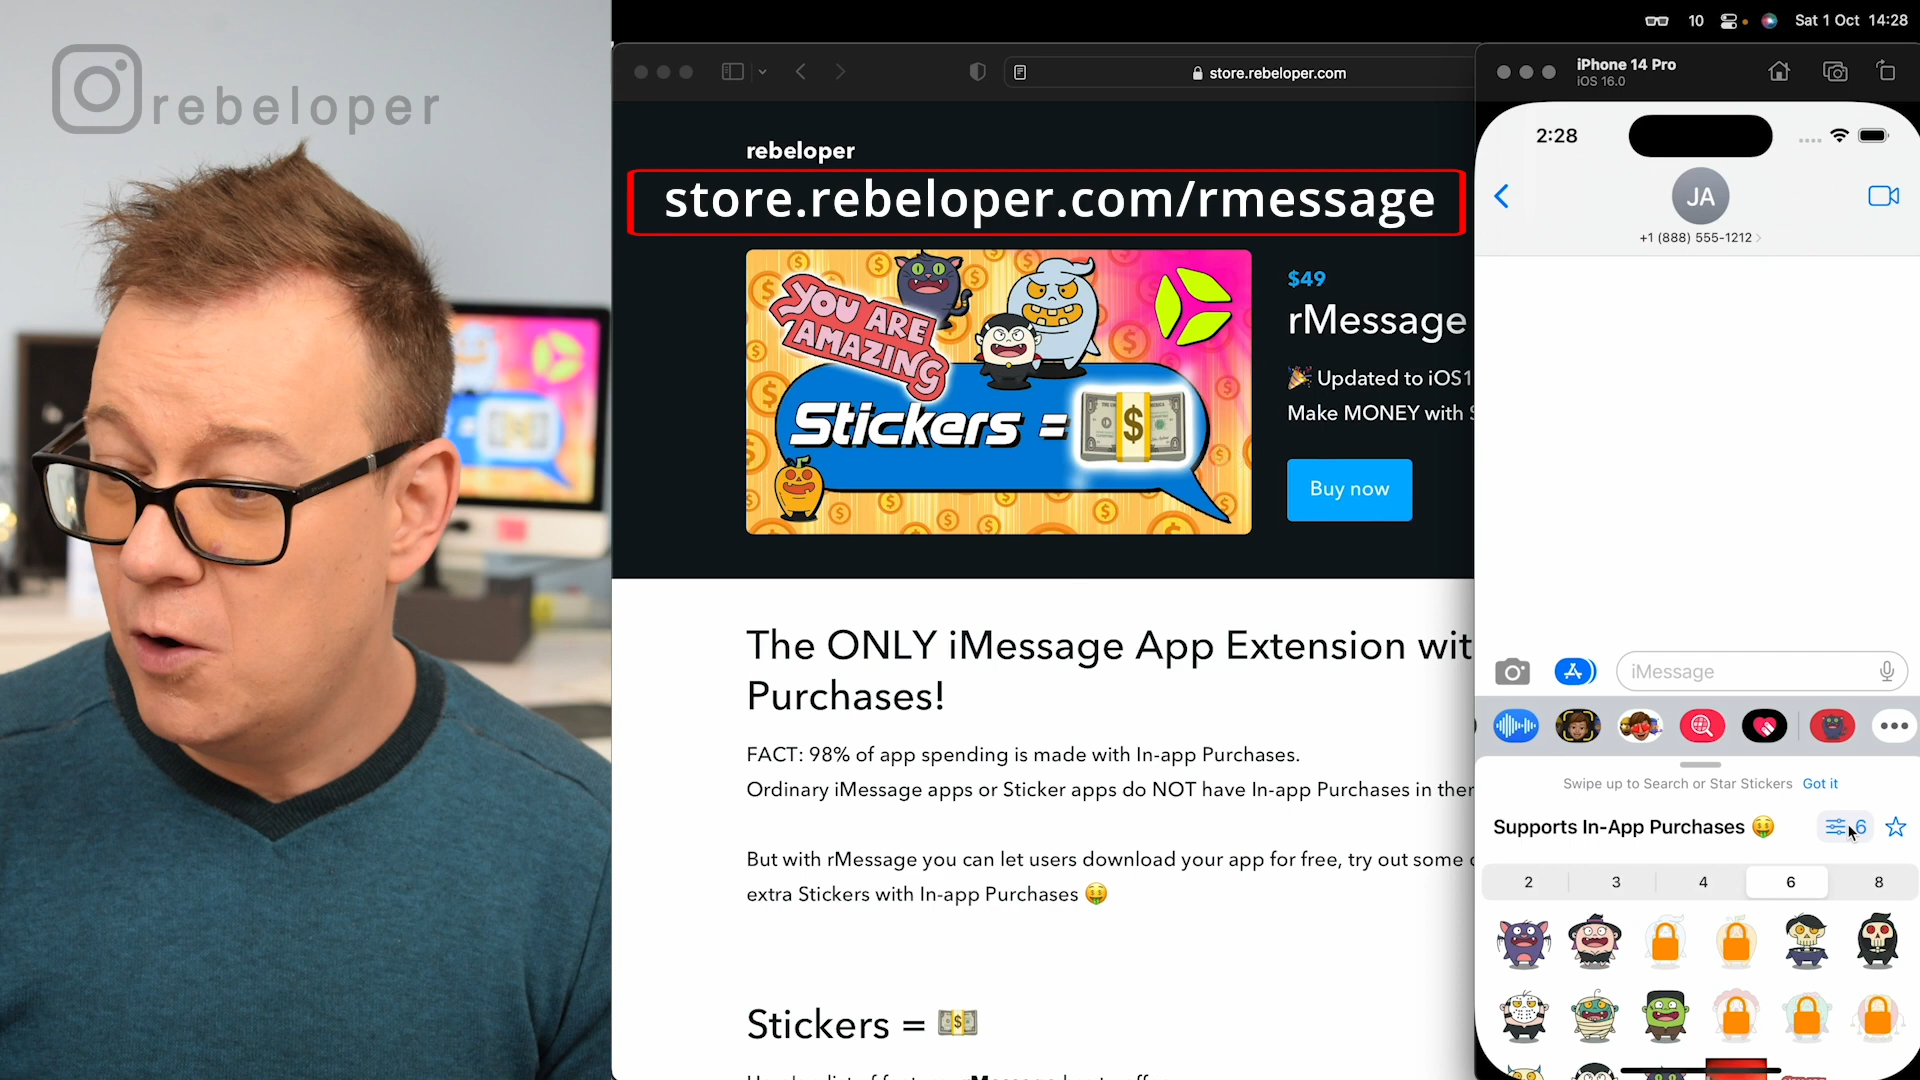 10 Sat 1 Oct 14:28
rebeloper
store.rebeloper.com
iPhone 14 Pro
iOS 16.0
rebeloper
store.rebeloper.com/rmessage
YOU ARE
AMAZING
Stickers =
$49
rMessage
🎉 Updated to iOS1
Make MONEY with
Buy now
The ONLY iMessage App Extension wit
Purchases!
FACT: 98% of app spending is made with In-app Purchases.
Ordinary iMessage apps or Sticker apps do NOT have In-app Purchases in ther
But with rMessage you can let users download your app for free, try out some
extra Stickers with In-app Purchases 🤑
Stickers = 💵
2:28
JA
+1 (888) 555-1212
iMessage
Swipe up to Search or Star Stickers Got it
Supports In-App Purchases 🤑 6
2 3 4 6 8